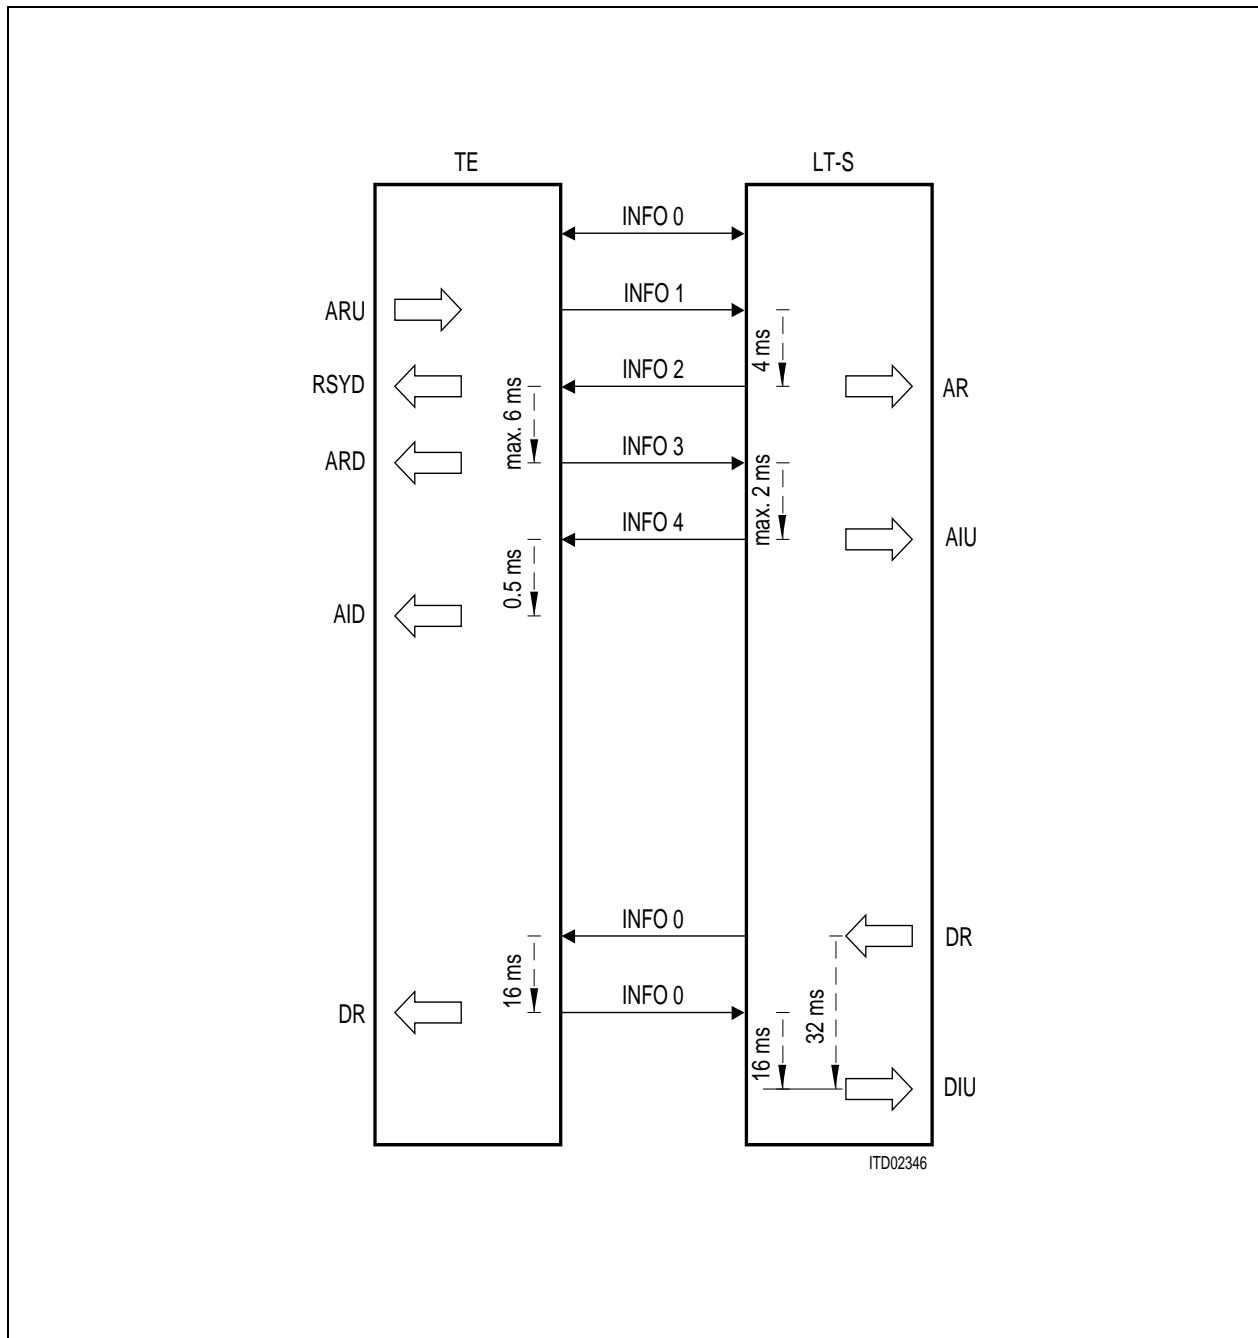 TE
LT-S
INFO 0
ARU
INFO 1
4 ms
RSYD
INFO 2
AR
max. 6 ms
ARD
INFO 3
max. 2 ms
INFO 4
AIU
0.5 ms
AID
INFO 0
DR
16 ms
32 ms
DR
INFO 0
16 ms
DIU
ITD02346